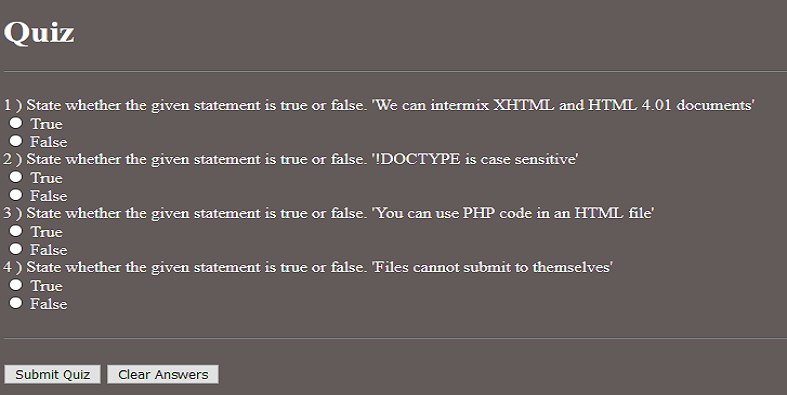 Quiz
1 ) State whether the given statement is true or false. 'We can intermix XHTML and HTML 4.01 documents'
True
False
2 ) State whether the given statement is true or false. '!DOCTYPE is case sensitive'
True
False
3 ) State whether the given statement is true or false. 'You can use PHP code in an HTML file'
True
False
4 ) State whether the given statement is true or false. 'Files cannot submit to themselves'
True
False
Submit Quiz Clear Answers